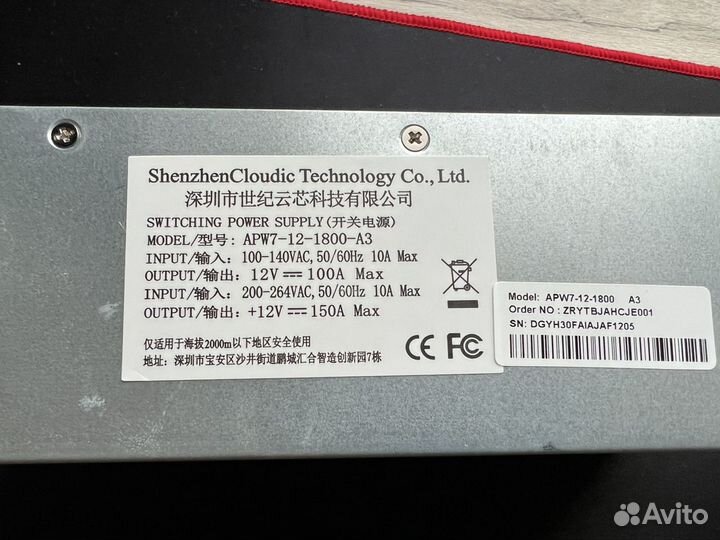 ShenzhenCloudic Technology Co., Ltd.
深圳市世纪云芯科技有限公司
SWITCHING POWER SUPPLY(开关电源)
MODEL/型号: APW7-12-1800-A3
INPUT/输入: 100-140VAC, 50/60Hz 10A Max
OUTPUT/输出: 12V⎓100A Max
INPUT/输入: 200-264VAC, 50/60Hz 10A Max
OUTPUT/输出: +12V⎓150A Max
仅适用于海拔2000m以下地区安全使用
地址: 深圳市宝安区沙井街道鹏城汇合智造创新园7栋
CE FC
Model: APW7-12-1800 A3
Order NO : ZRYTBJAHCJE001
SN: DGYH30FAIAJAF1205
Avito